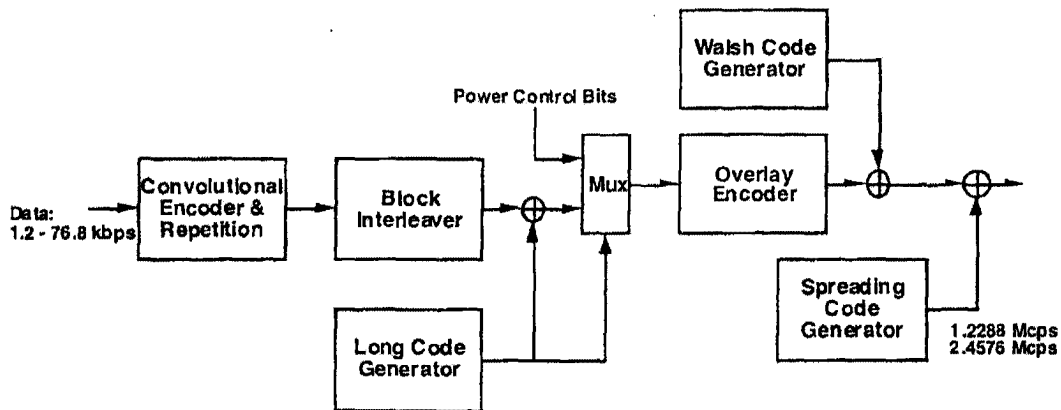 Walsh Code
Generator
Power Control Bits
Convolutional
Encoder &
Repetition
Block
Interleaver
Mux
Overlay
Encoder
Data:
1.2 - 76.8 kbps
Long Code
Generator
Spreading
Code
Generator
1.2288 Mcps
2.4576 Mcps